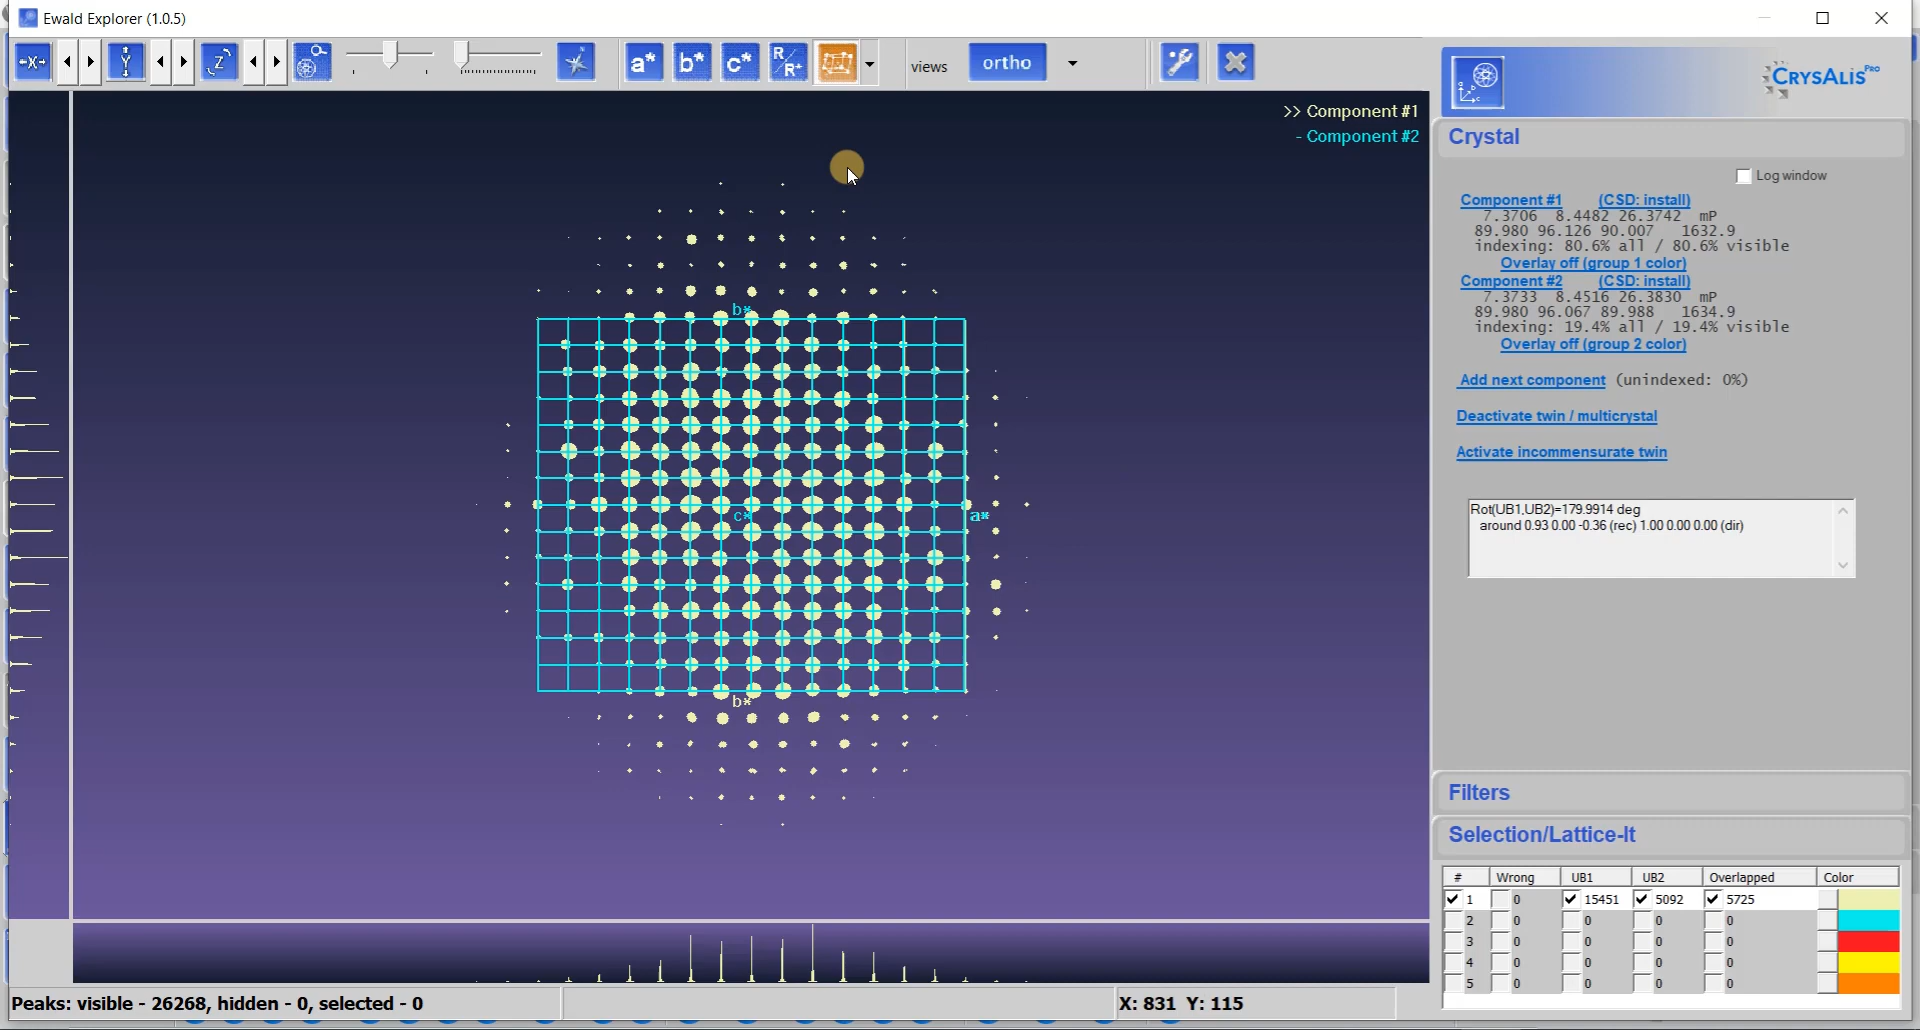 Ewald Explorer (1.0.5)
X
Y
Z
a*
b*
c*
R/R*
views
ortho
>> Component #1
- Component #2
b*
c*
a*
b*
CrysAlis PRO
Crystal
Log window
Component #1 (CSD: install)
7.3706 8.4482 26.3742 mP
89.980 96.126 90.007 1632.9
indexing: 80.6% all / 80.6% visible
Overlay off (group 1 color)
Component #2 (CSD: install)
7.3733 8.4516 26.3830 mP
89.980 96.067 89.988 1634.9
indexing: 19.4% all / 19.4% visible
Overlay off (group 2 color)
Add next component (unindexed: 0%)
Deactivate twin / multicrystal
Activate incommensurate twin
Rot(UB1,UB2)=179.9914 deg
around 0.93 0.00 -0.36 (rec) 1.00 0.00 0.00 (dir)
Filters
Selection/Lattice-It
# Wrong UB1 UB2 Overlapped Color
1 0 15451 5092 5725
2 0 0 0 0
3 0 0 0 0
4 0 0 0 0
5 0 0 0 0
Peaks: visible - 26268, hidden - 0, selected - 0
X: 831 Y: 115